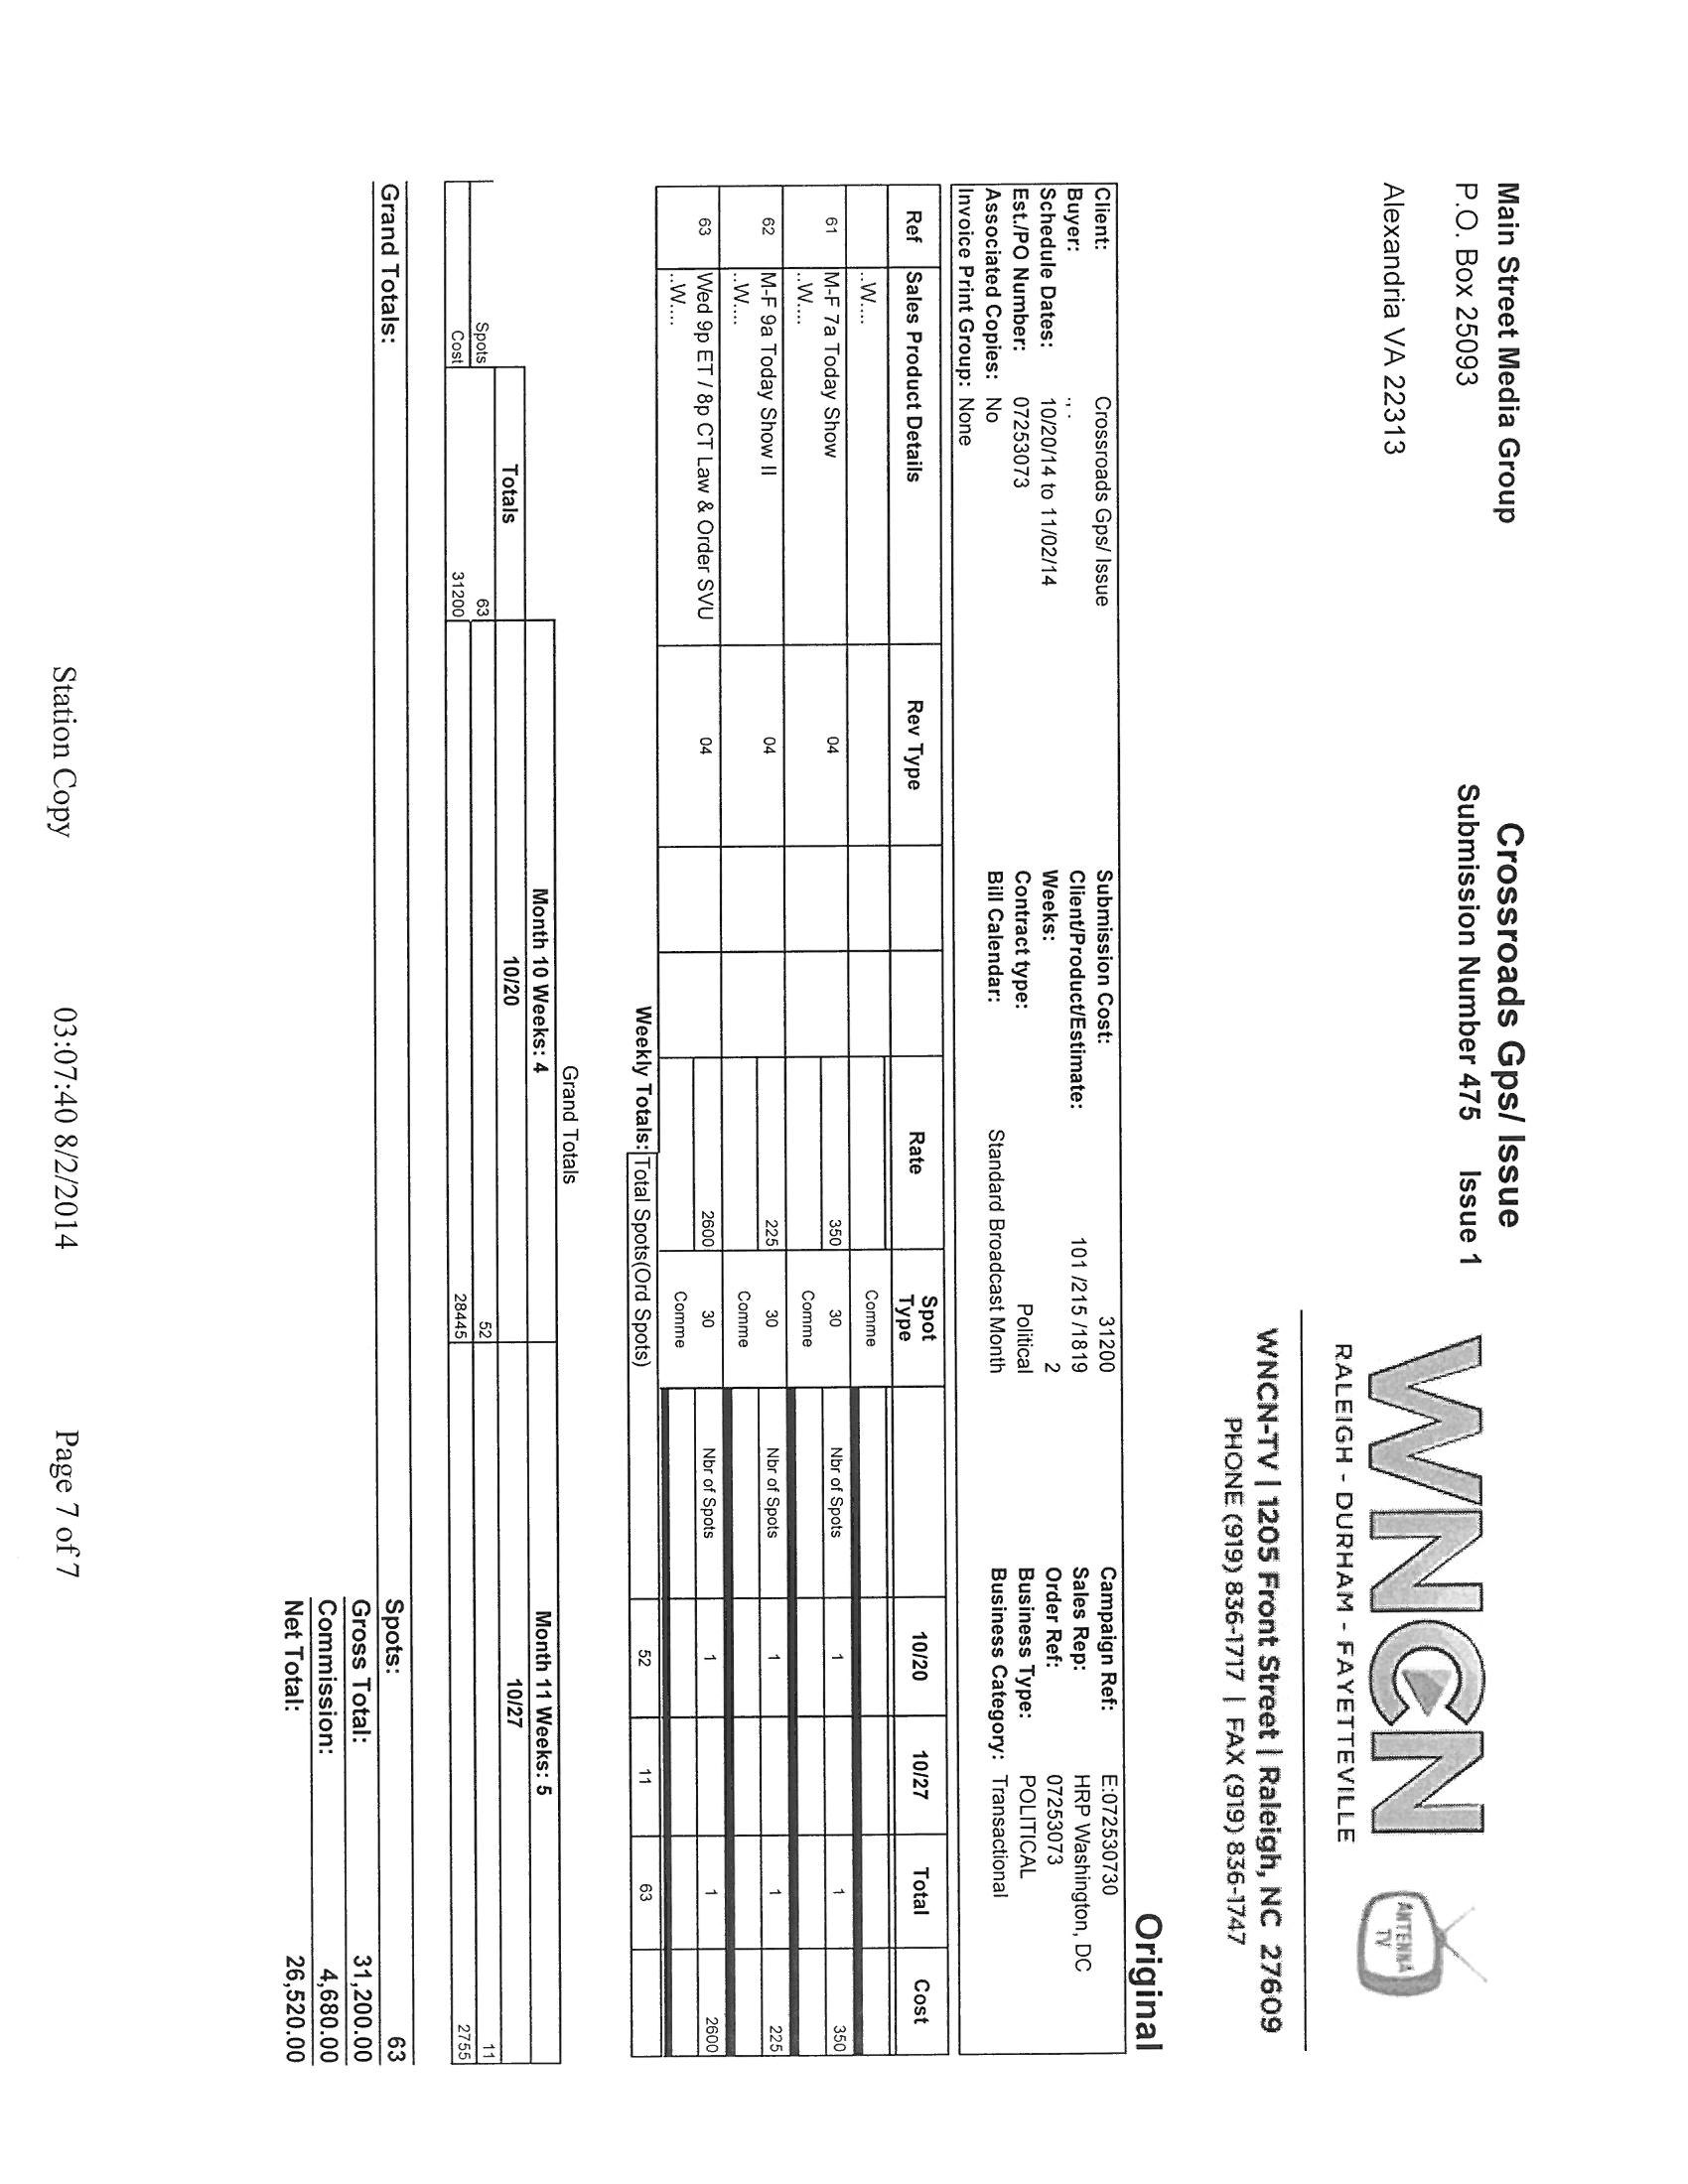 Main Street Media Group
P.O. Box 25093
Alexandria VA 22313
Crossroads Gps/ Issue
Submission Number 475 Issue 1
WNCN
RALEIGH - DURHAM - FAYETTEVILLE
ANTENNA
TV
WNCN-TV | 1205 Front Street | Raleigh, NC 27609
PHONE (919) 836-1717 | FAX (919) 836-1747
Original
Client: Crossroads Gps/ Issue Submission Cost: 31200 Campaign Ref: E:072530730
Buyer: , . Client/Product/Estimate: 101 /215 /1819 Sales Rep: HRP Washington, DC
Schedule Dates: 10/20/14 to 11/02/14 Weeks: 2 Order Ref: 07253073
Est./PO Number: 07253073 Contract type: Political Business Type: POLITICAL
Associated Copies: No Bill Calendar: Standard Broadcast Month Business Category: Transactional
Invoice Print Group: None
Ref Sales Product Details Rev Type Rate Spot Type 10/20 10/27 Total Cost
..W.... Comme
61 M-F 7a Today Show 04 350 30 Nbr of Spots 1 1 350
..W.... Comme
62 M-F 9a Today Show II 04 225 30 Nbr of Spots 1 1 225
..W.... Comme
63 Wed 9p ET / 8p CT Law & Order SVU 04 2600 30 Nbr of Spots 1 1 2600
..W.... Comme
Weekly Totals: Total Spots(Ord Spots) 52 11 63
Grand Totals
Month 10 Weeks: 4 Month 11 Weeks: 5
Totals 10/20 10/27
Spots 63 52 11
Cost 31200 28445 2755
Grand Totals: Spots: 63
Gross Total: 31,200.00
Commission: 4,680.00
Net Total: 26,520.00
Station Copy 03:07:40 8/2/2014 Page 7 of 7